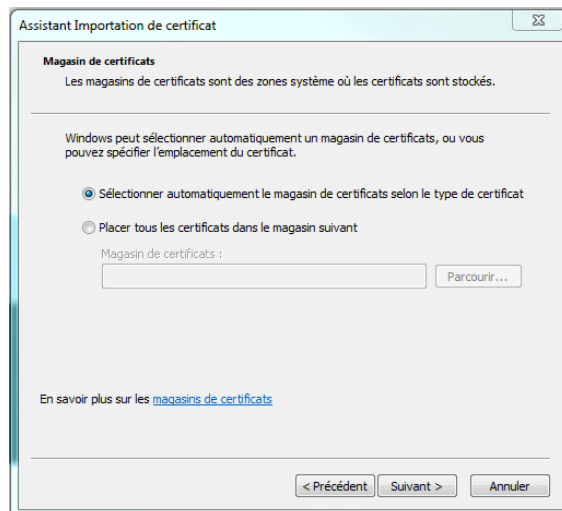 Assistant Importation de certificat
Magasin de certificats
Les magasins de certificats sont des zones système où les certificats sont stockés.
Windows peut sélectionner automatiquement un magasin de certificats, ou vous
pouvez spécifier l'emplacement du certificat.
Sélectionner automatiquement le magasin de certificats selon le type de certificat
Placer tous les certificats dans le magasin suivant
Magasin de certificats :
Parcourir...
En savoir plus sur les magasins de certificats
< Précédent Suivant > Annuler